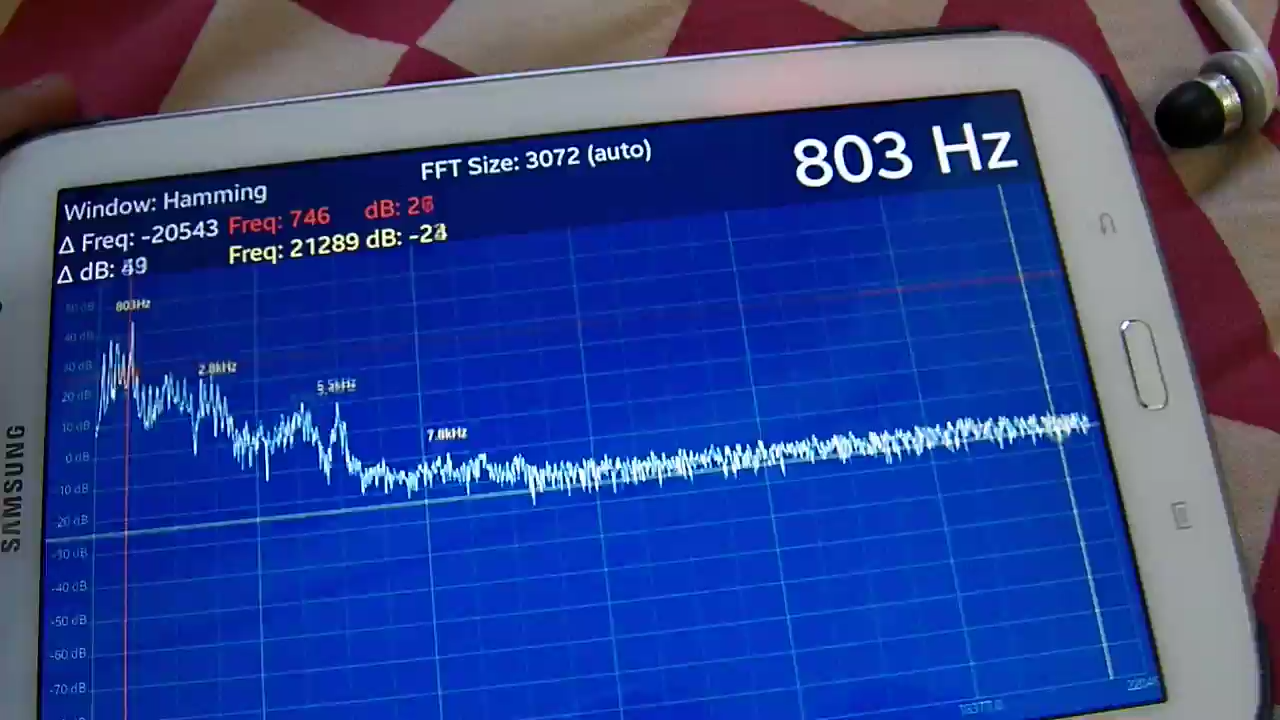 803 Hz
FFT Size: 3072 (auto)
Window: Hamming
Δ Freq: -20543 Freq: 746 dB: 26
Freq: 21289 dB: -23
Δ dB: 49
803Hz
40 dB
2.8kHz
30 dB
5.5kHz
20 dB
10 dB
7.8kHz
0 dB
-10 dB
-20 dB
-30 dB
-40 dB
-50 dB
-60 dB
-70 dB
SAMSUNG